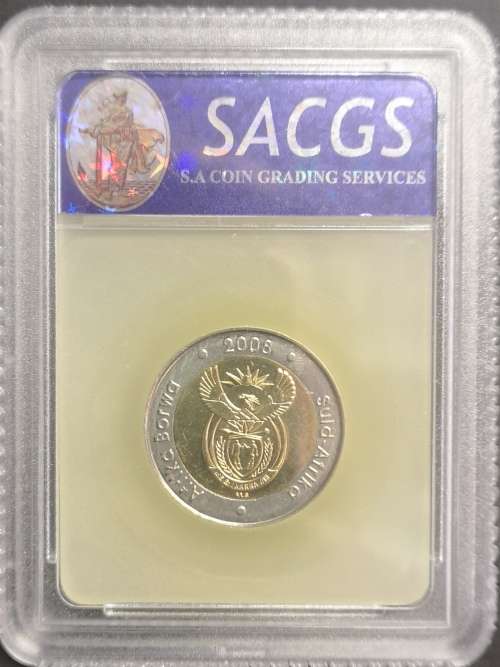 SACGS
S.A COIN GRADING SERVICES
2008
Afrika Borwa
Suid-Afrika